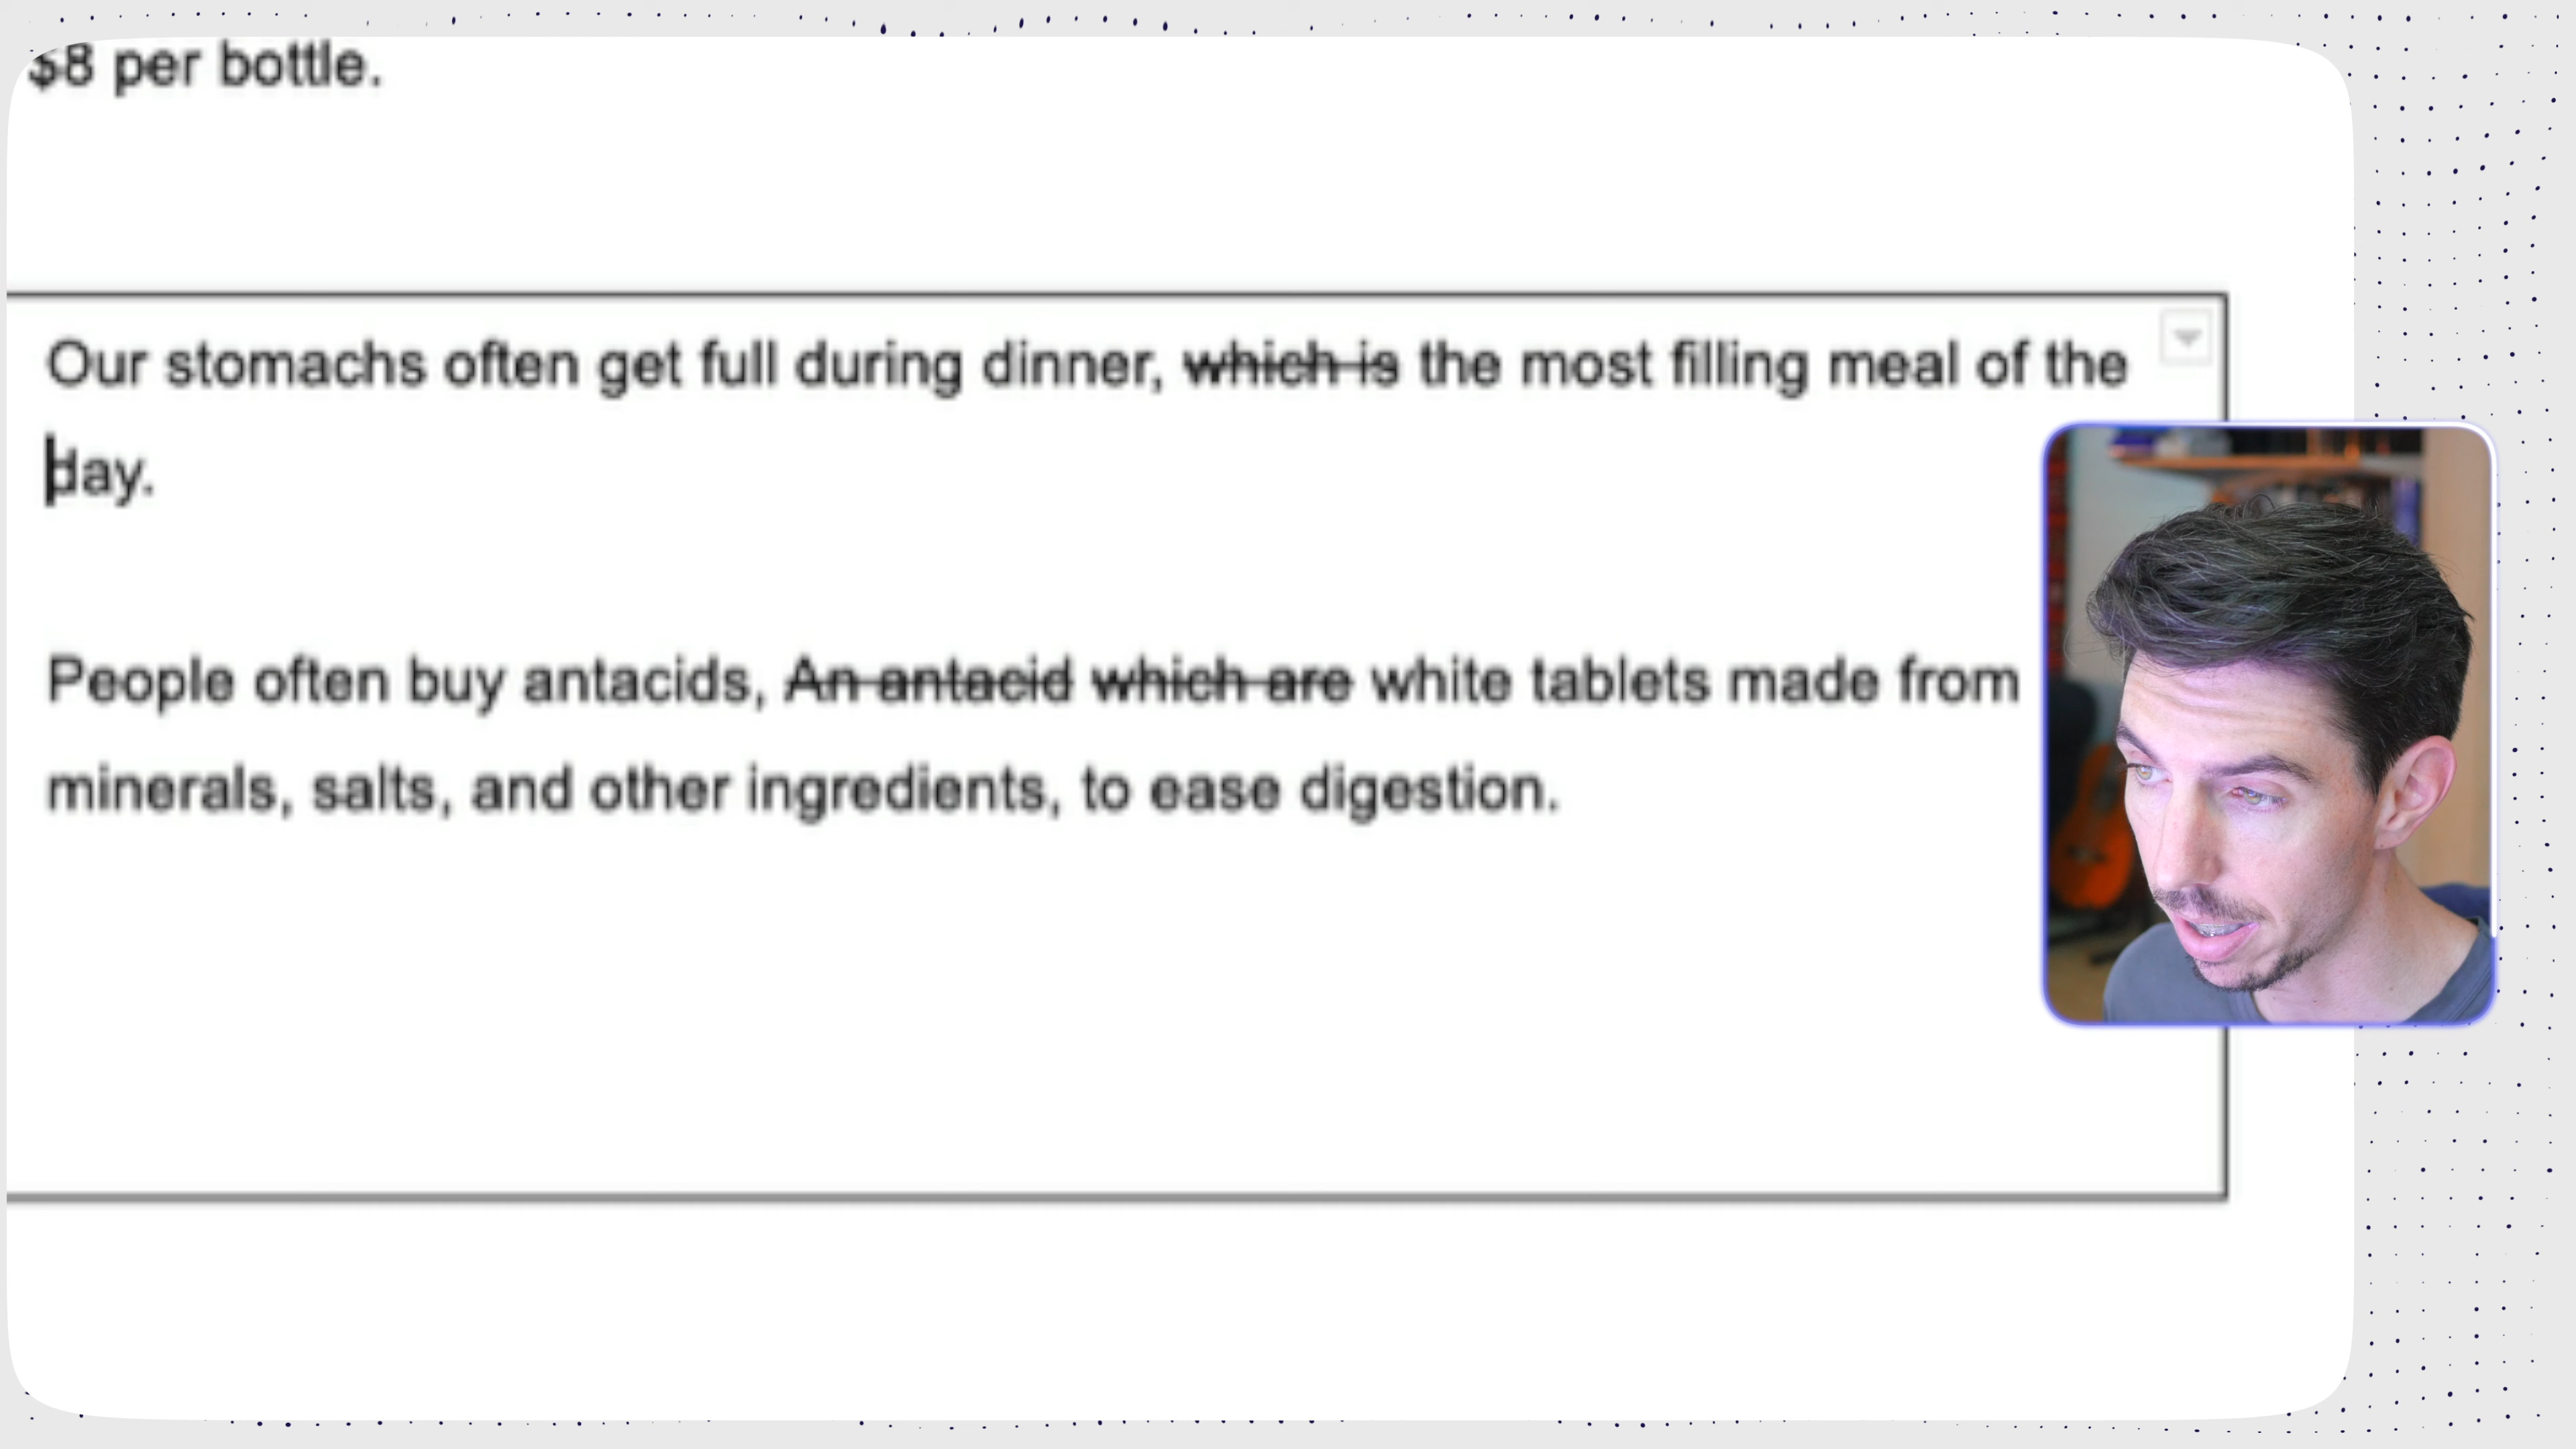 $8 per bottle.
Our stomachs often get full during dinner, which is the most filling meal of the
day.
People often buy antacids, An antacid which are white tablets made from
minerals, salts, and other ingredients, to ease digestion.